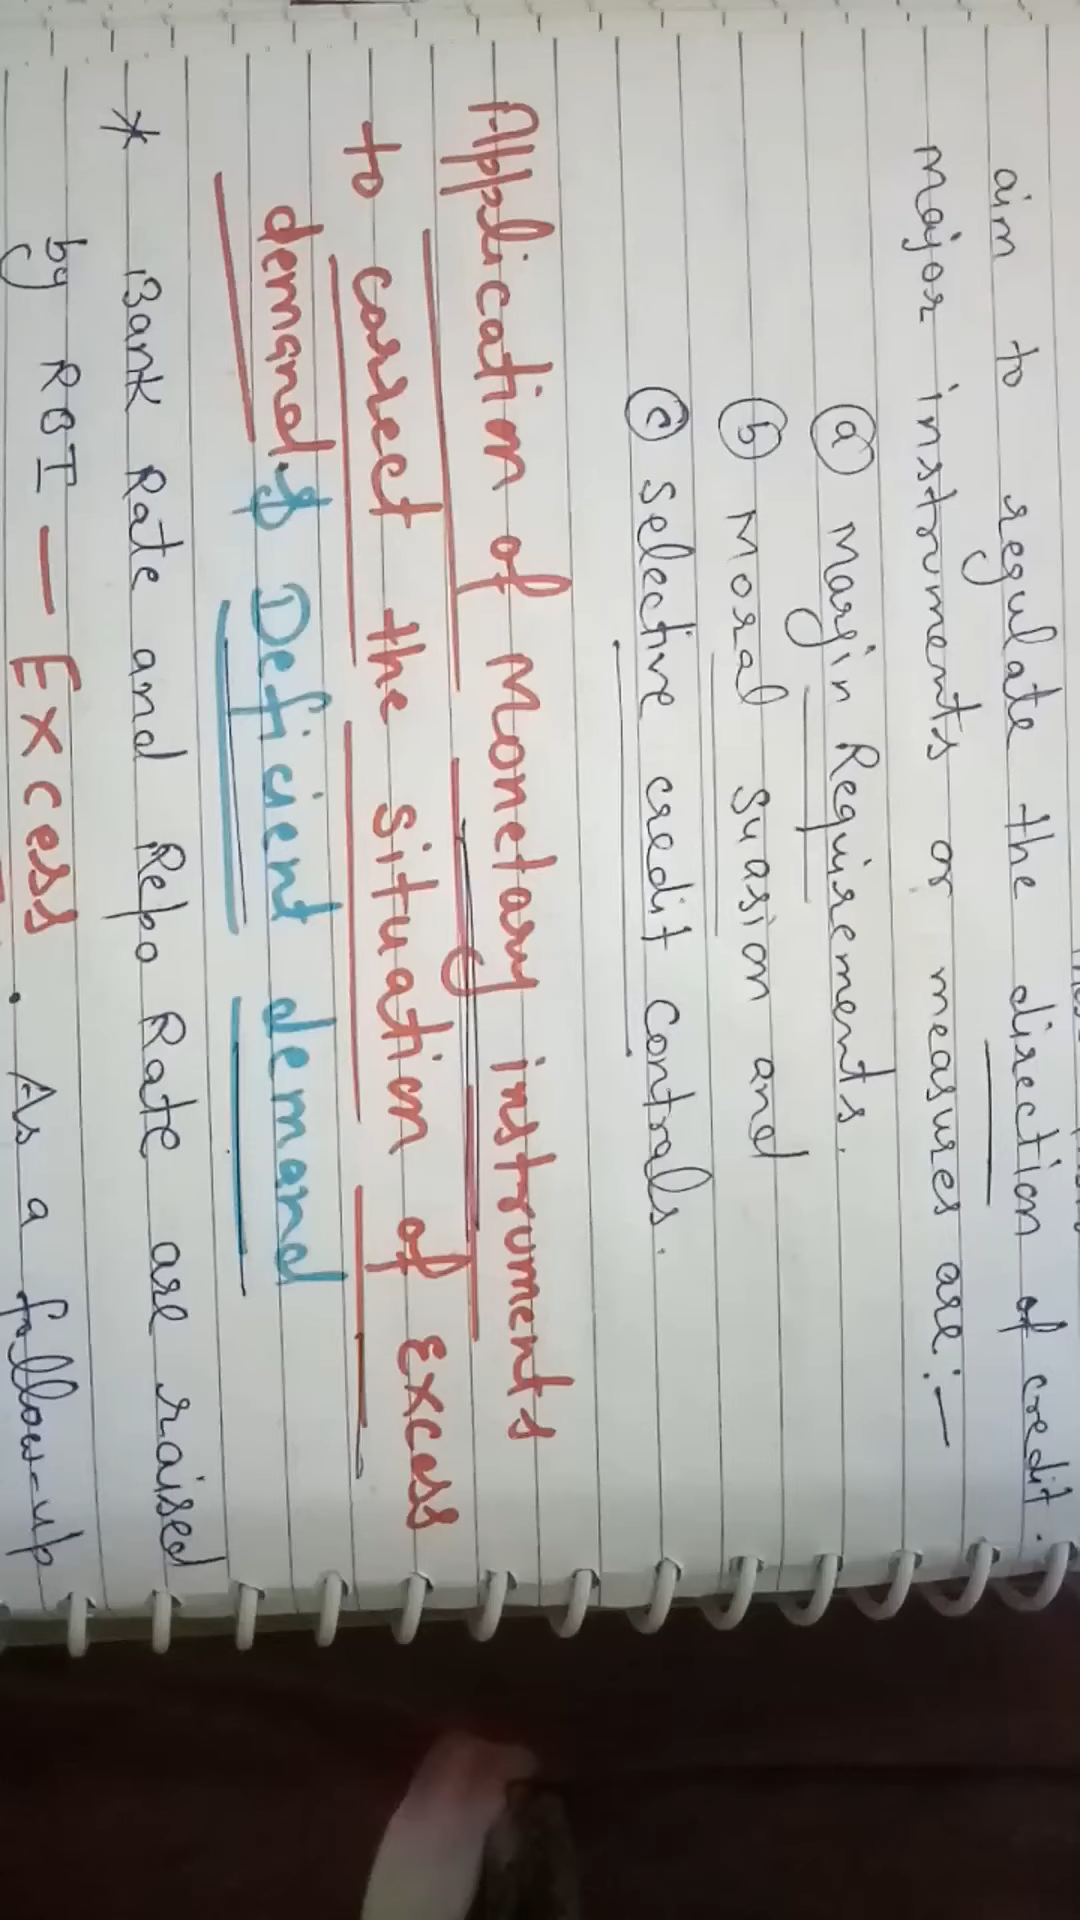 aim to regulate the direction of credit.
major instruments or measures are:-
(a) Margin Requirements.
(b) Moral suasion and
(c) selective credit contrals.
Application of Monetary instruments
to correct the situation of Excess
demand. & Deficient demand
* Bank Rate and Repo Rate are raised
by RBI — Excess. As a follow-up